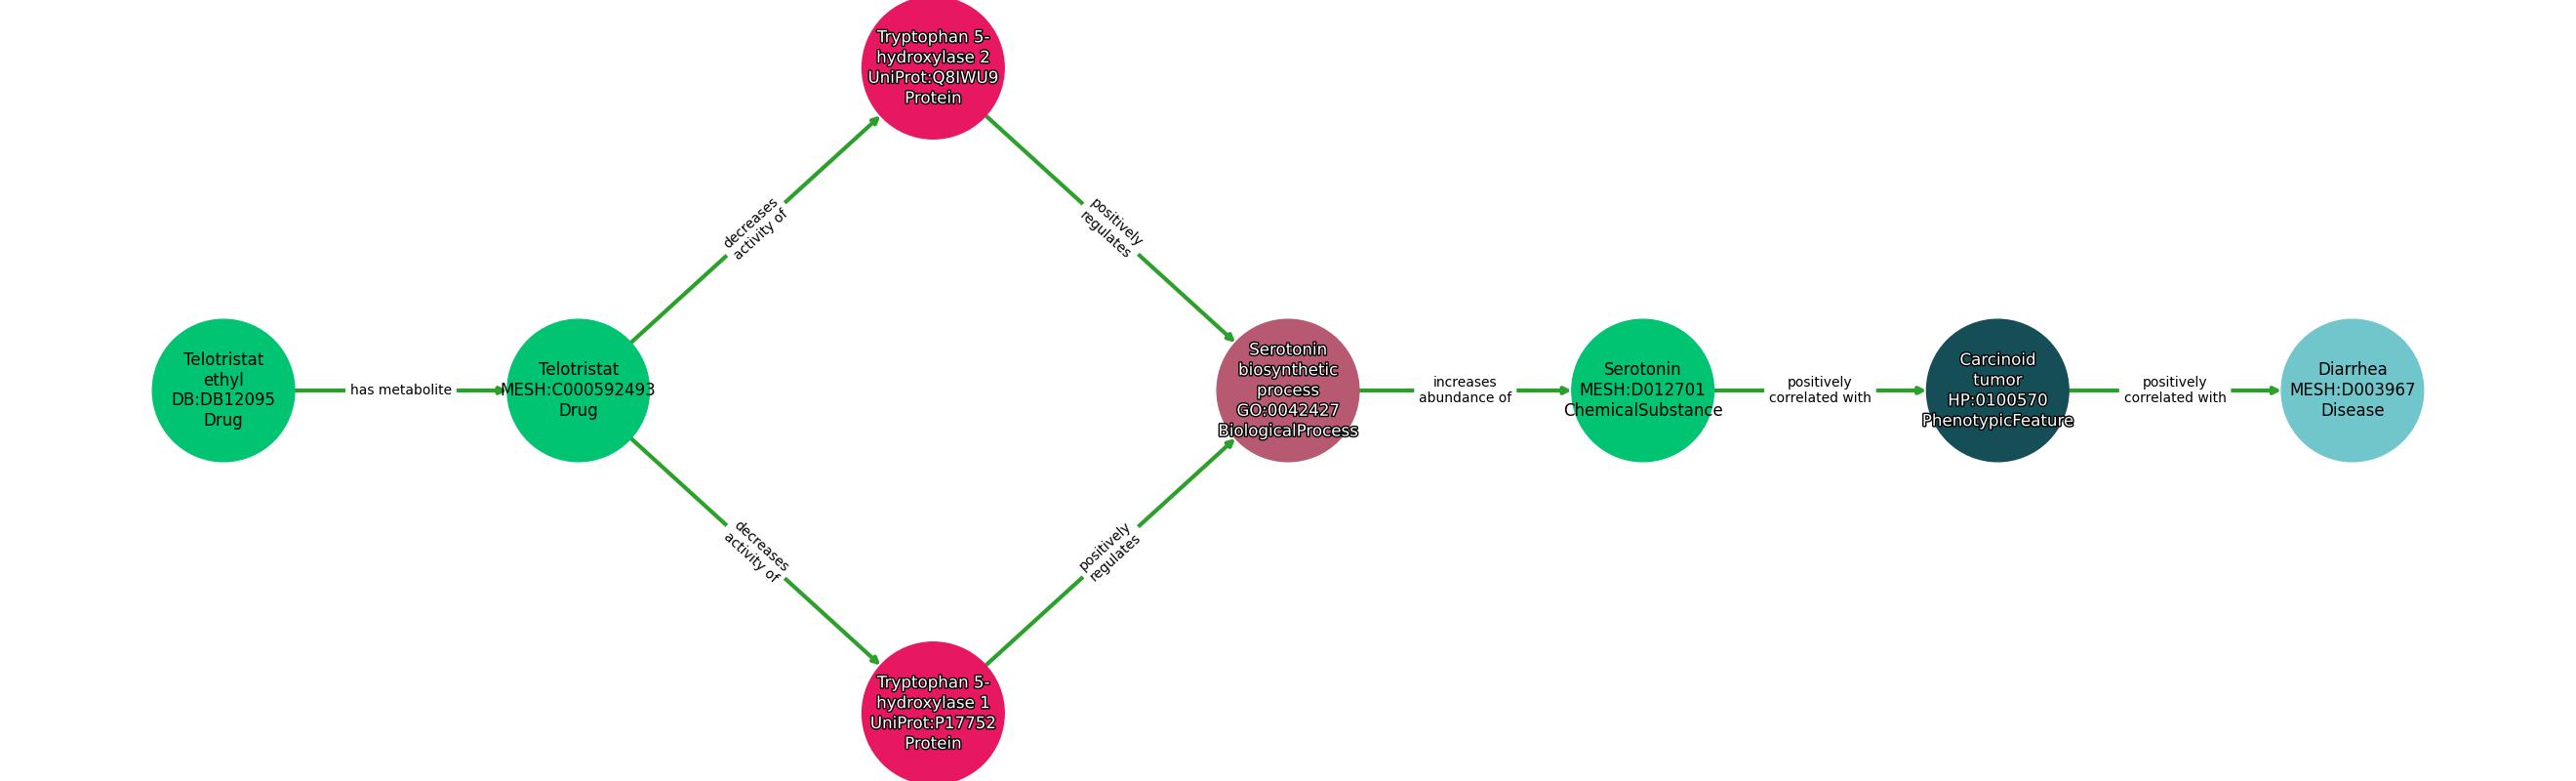 Telotristat
ethyl
DB:DB12095
Drug
has metabolite
Telotristat
MESH:C000592493
Drug
decreases
activity of
Tryptophan 5-
hydroxylase 2
UniProt:Q8IWU9
Protein
positively
regulates
decreases
activity of
Tryptophan 5-
hydroxylase 1
UniProt:P17752
Protein
positively
regulates
Serotonin
biosynthetic
process
GO:0042427
BiologicalProcess
increases
abundance of
Serotonin
MESH:D012701
ChemicalSubstance
positively
correlated with
Carcinoid
tumor
HP:0100570
PhenotypicFeature
positively
correlated with
Diarrhea
MESH:D003967
Disease